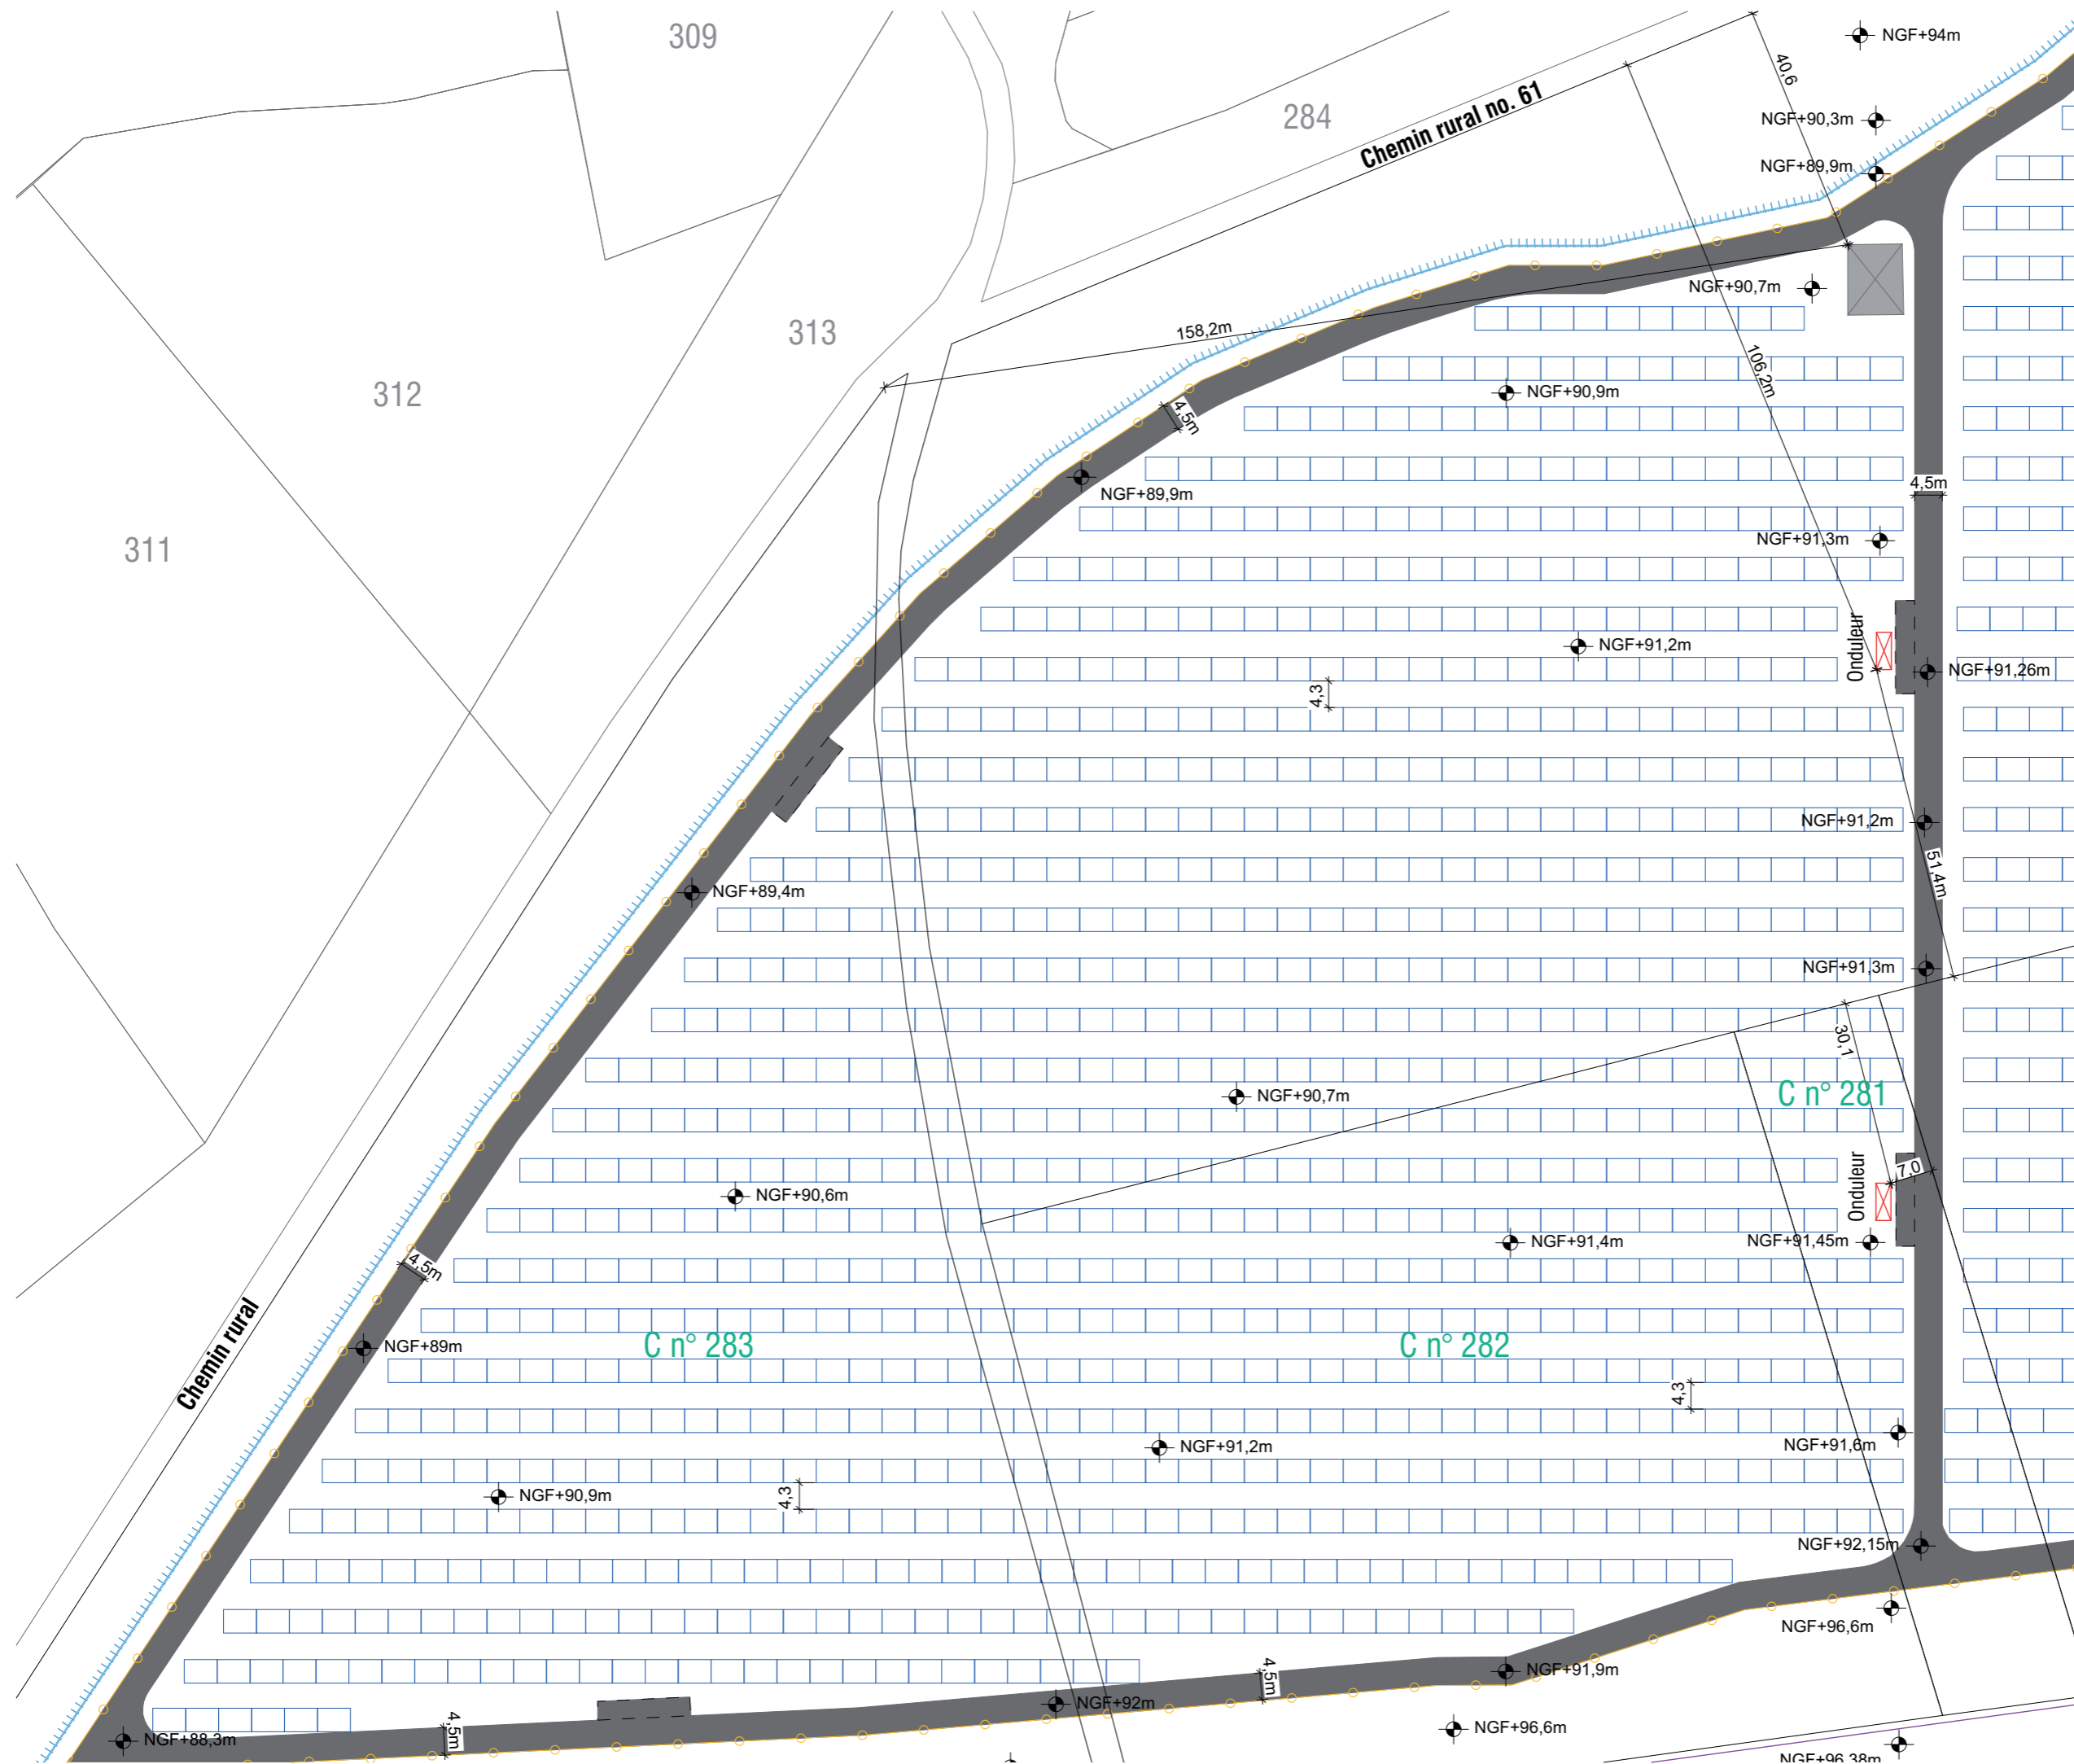 309
NGF+94m
40,6
284
Chemin rural no. 61
NGF+90,3m
NGF+89,9m
NGF+90,7m
313
158,2m
312
106,2m
NGF+90,9m
4,5m
4,5m
NGF+89,9m
311
NGF+91,3m
Onduleur
NGF+91,2m
NGF+91,26m
4,3
NGF+91,2m
51,4m
NGF+89,4m
NGF+91,3m
30,1
C n° 281
NGF+90,7m
7,0
Onduleur
NGF+90,6m
NGF+91,4m
NGF+91,45m
4,5m
Chemin rural
NGF+89m
C n° 283
C n° 282
4,3
NGF+91,2m
NGF+91,6m
NGF+90,9m
4,3
NGF+92,15m
NGF+96,6m
4,5m
NGF+91,9m
NGF+92m
4,5m
NGF+88,3m
NGF+96,6m
NGF+96,38m